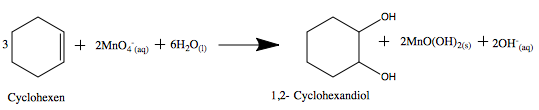 3 + 2MnO₄⁻(aq) + 6H₂O(l) OH OH + 2MnO(OH)₂(s) + 2OH⁻(aq)
Cyclohexen 1,2- Cyclohexandiol